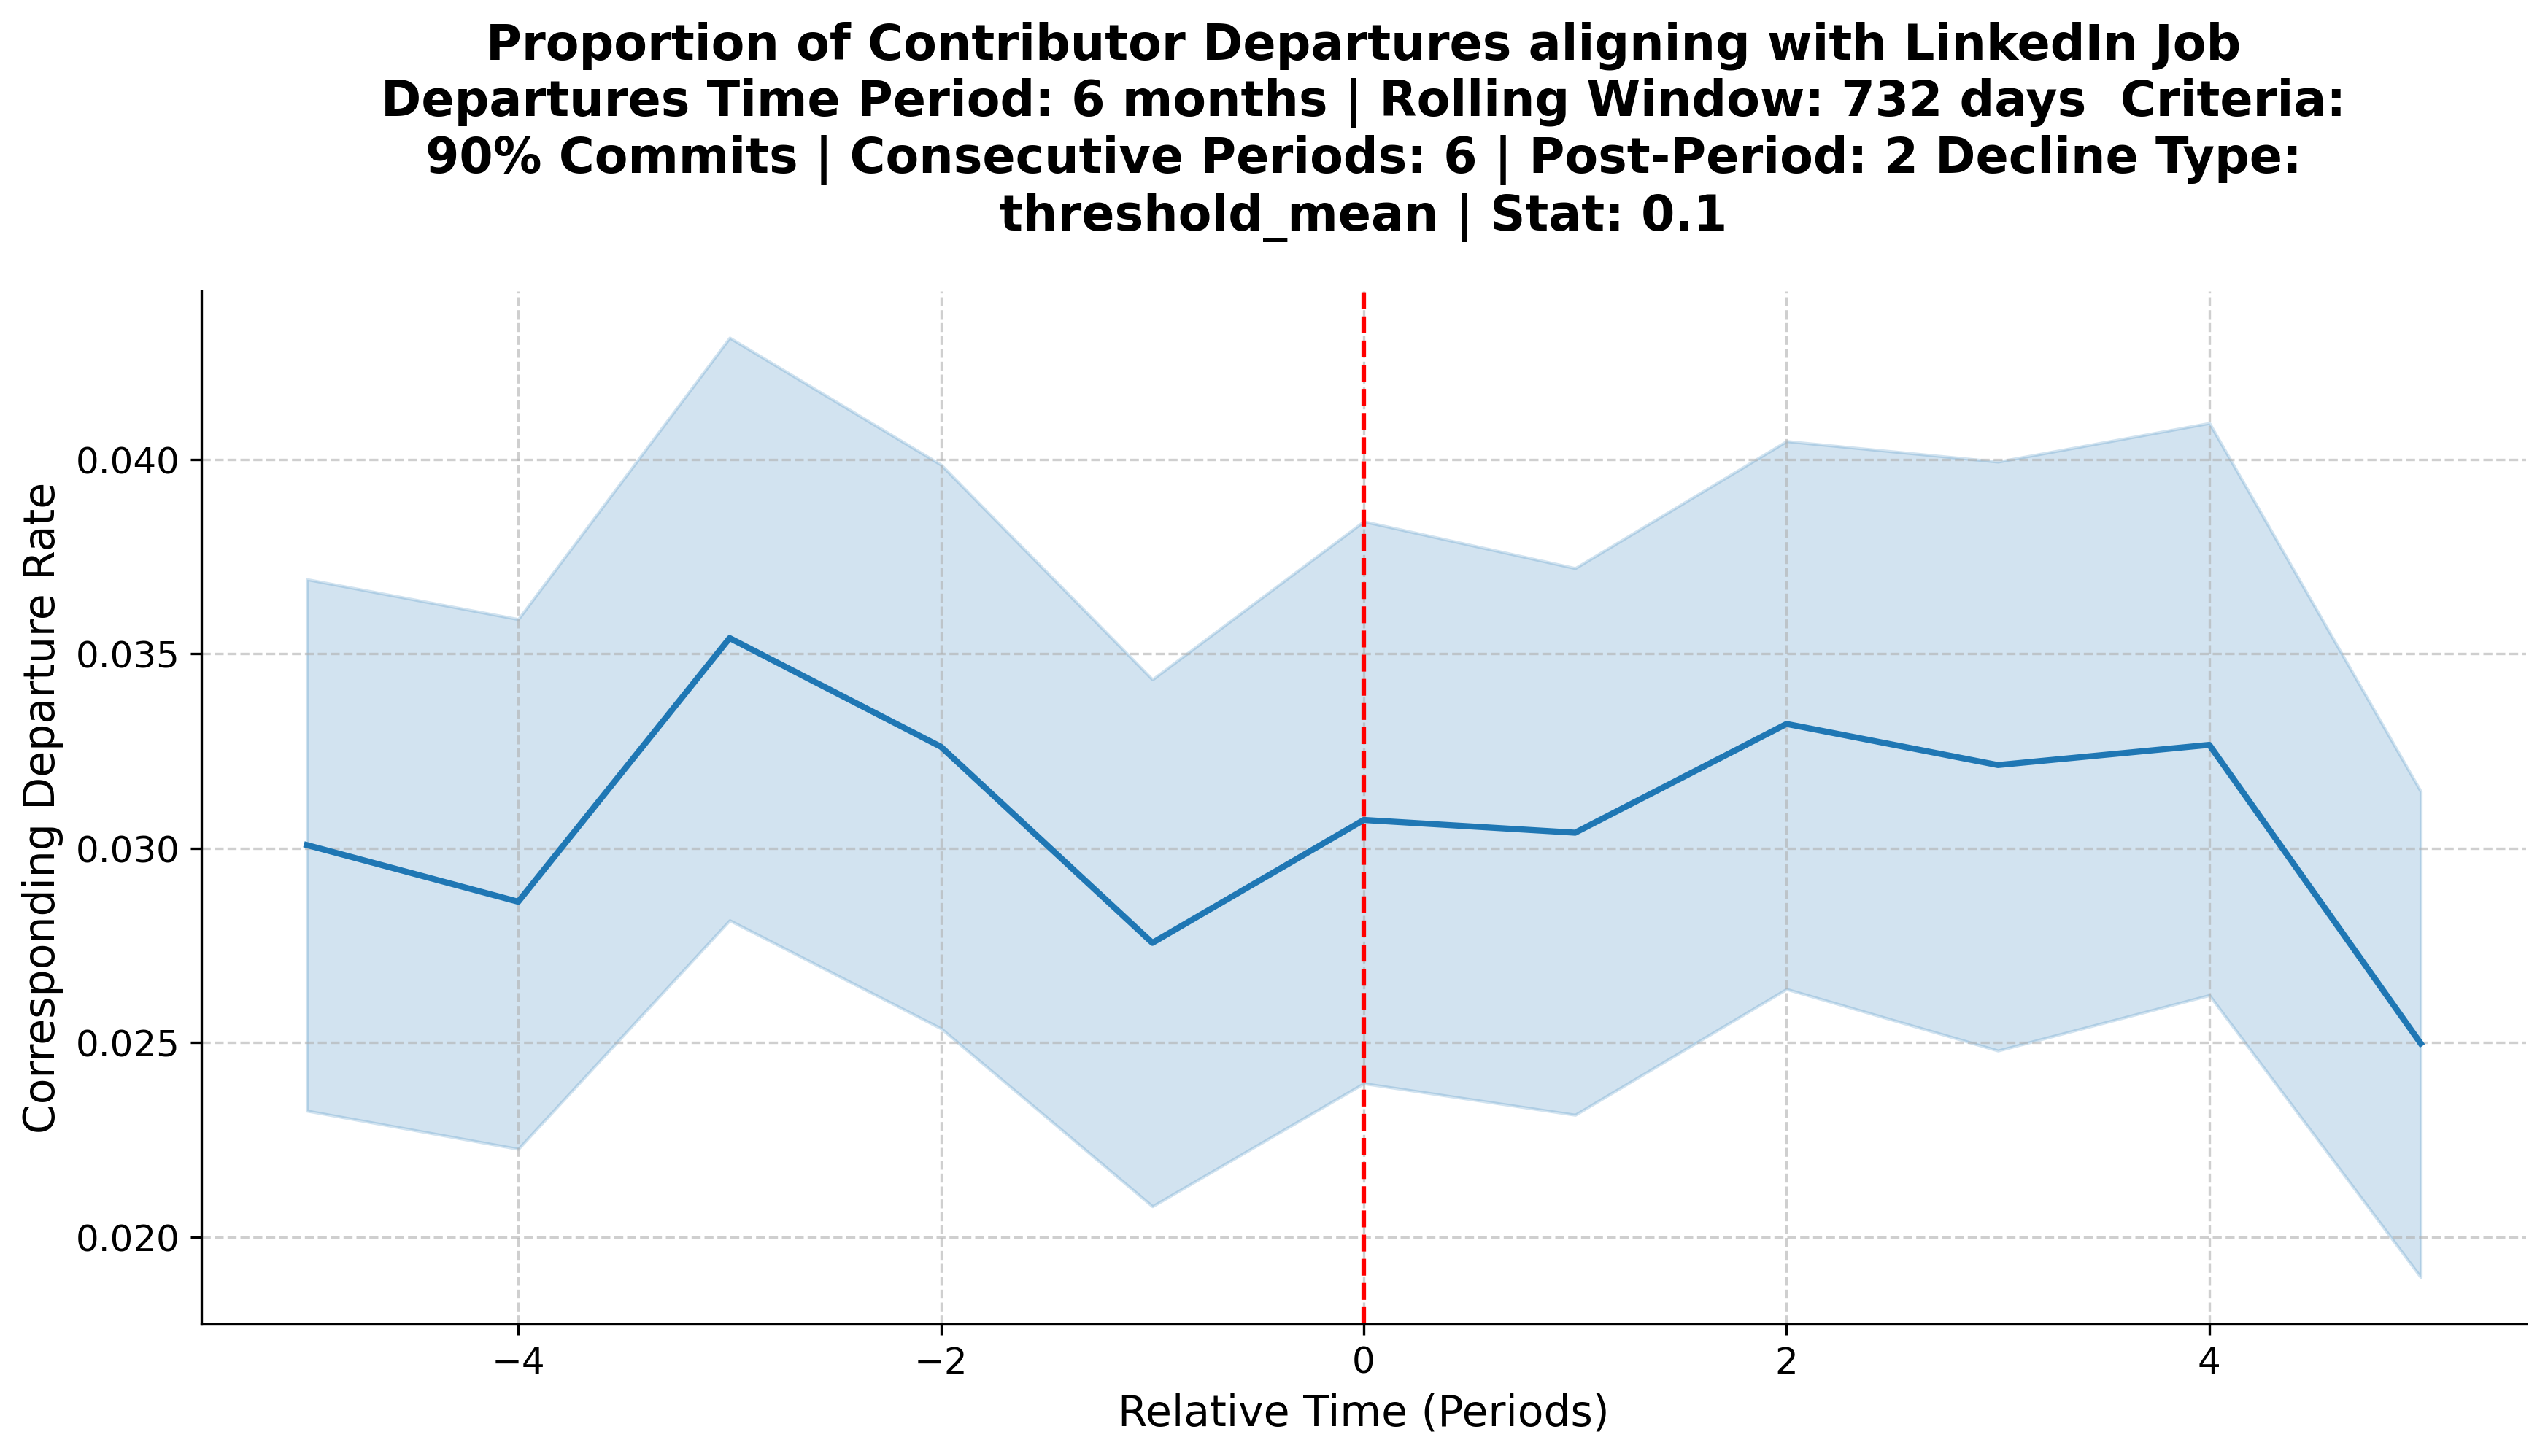 Proportion of Contributor Departures aligning with LinkedIn Job
Departures Time Period: 6 months | Rolling Window: 732 days  Criteria:
90% Commits | Consecutive Periods: 6 | Post-Period: 2 Decline Type:
threshold_mean | Stat: 0.1
Corresponding Departure Rate
0.040
0.035
0.030
0.025
0.020
−4
−2
0
2
4
Relative Time (Periods)